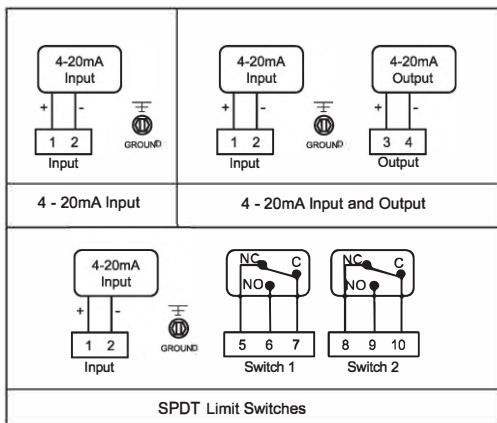 4-20mA
Input
+ -
1 2
Input
GROUND
4 - 20mA Input
4-20mA
Input
+ -
1 2
Input
GROUND
4-20mA
Output
+ -
3 4
Output
4 - 20mA Input and Output
4-20mA
Input
+ -
1 2
Input
GROUND
NC C
NO
5 6 7
Switch 1
NC C
NO
8 9 10
Switch 2
SPDT Limit Switches